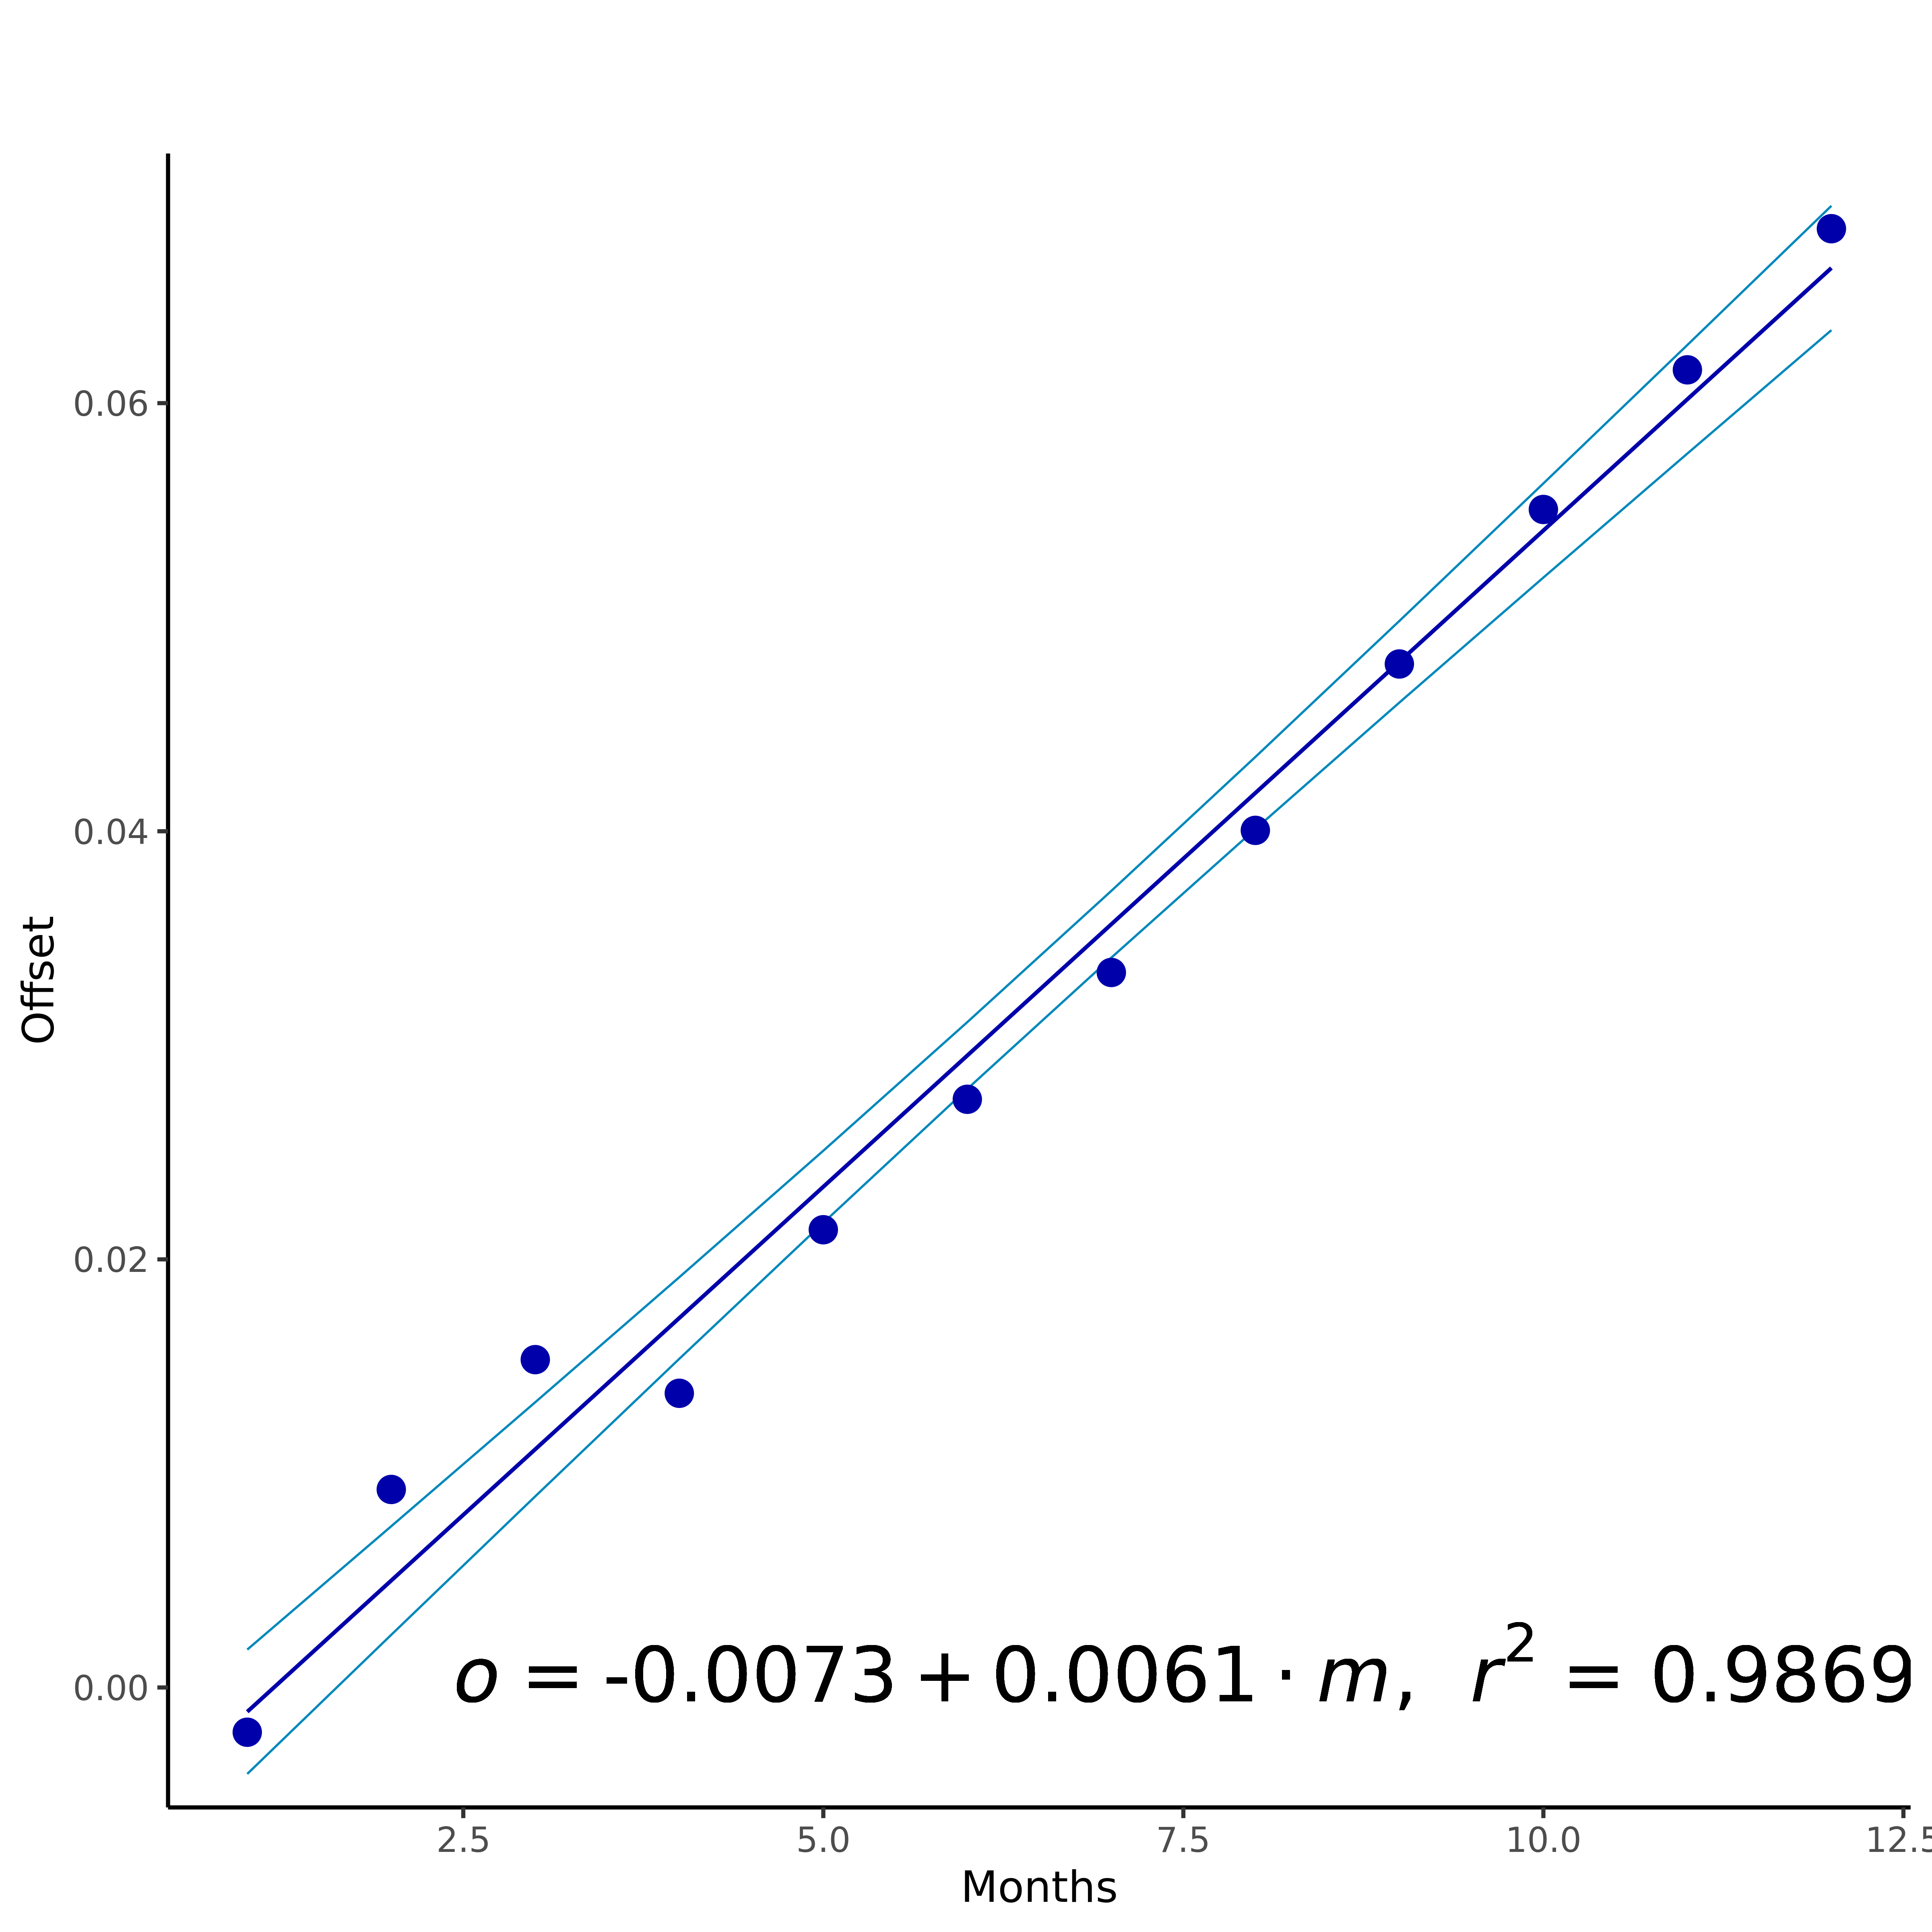 0.06
0.04
0.02
0.00
Offset
o = -0.0073 + 0.0061 · m, r² = 0.9869
2.5 5.0 7.5 10.0 12.5
Months